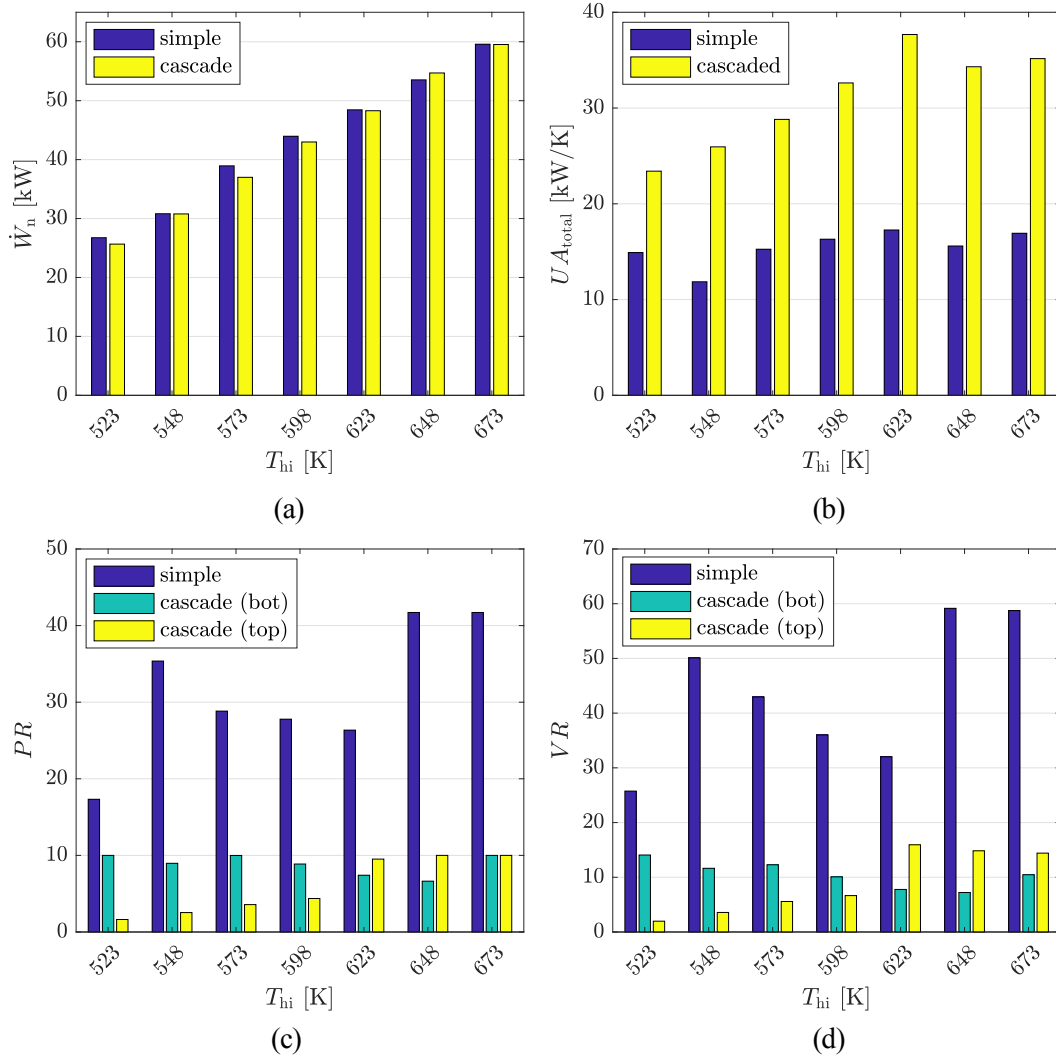 simple
cascade
60
50
40
30
20
10
0
Ẇn [kW]
523
548
573
598
623
648
673
Thi [K]
(a)
simple
cascaded
40
30
20
10
0
UAtotal [kW/K]
523
548
573
598
623
648
673
Thi [K]
(b)
simple
cascade (bot)
cascade (top)
50
40
30
20
10
0
PR
523
548
573
598
623
648
673
Thi [K]
(c)
simple
cascade (bot)
cascade (top)
70
60
50
40
30
20
10
0
VR
523
548
573
598
623
648
673
Thi [K]
(d)